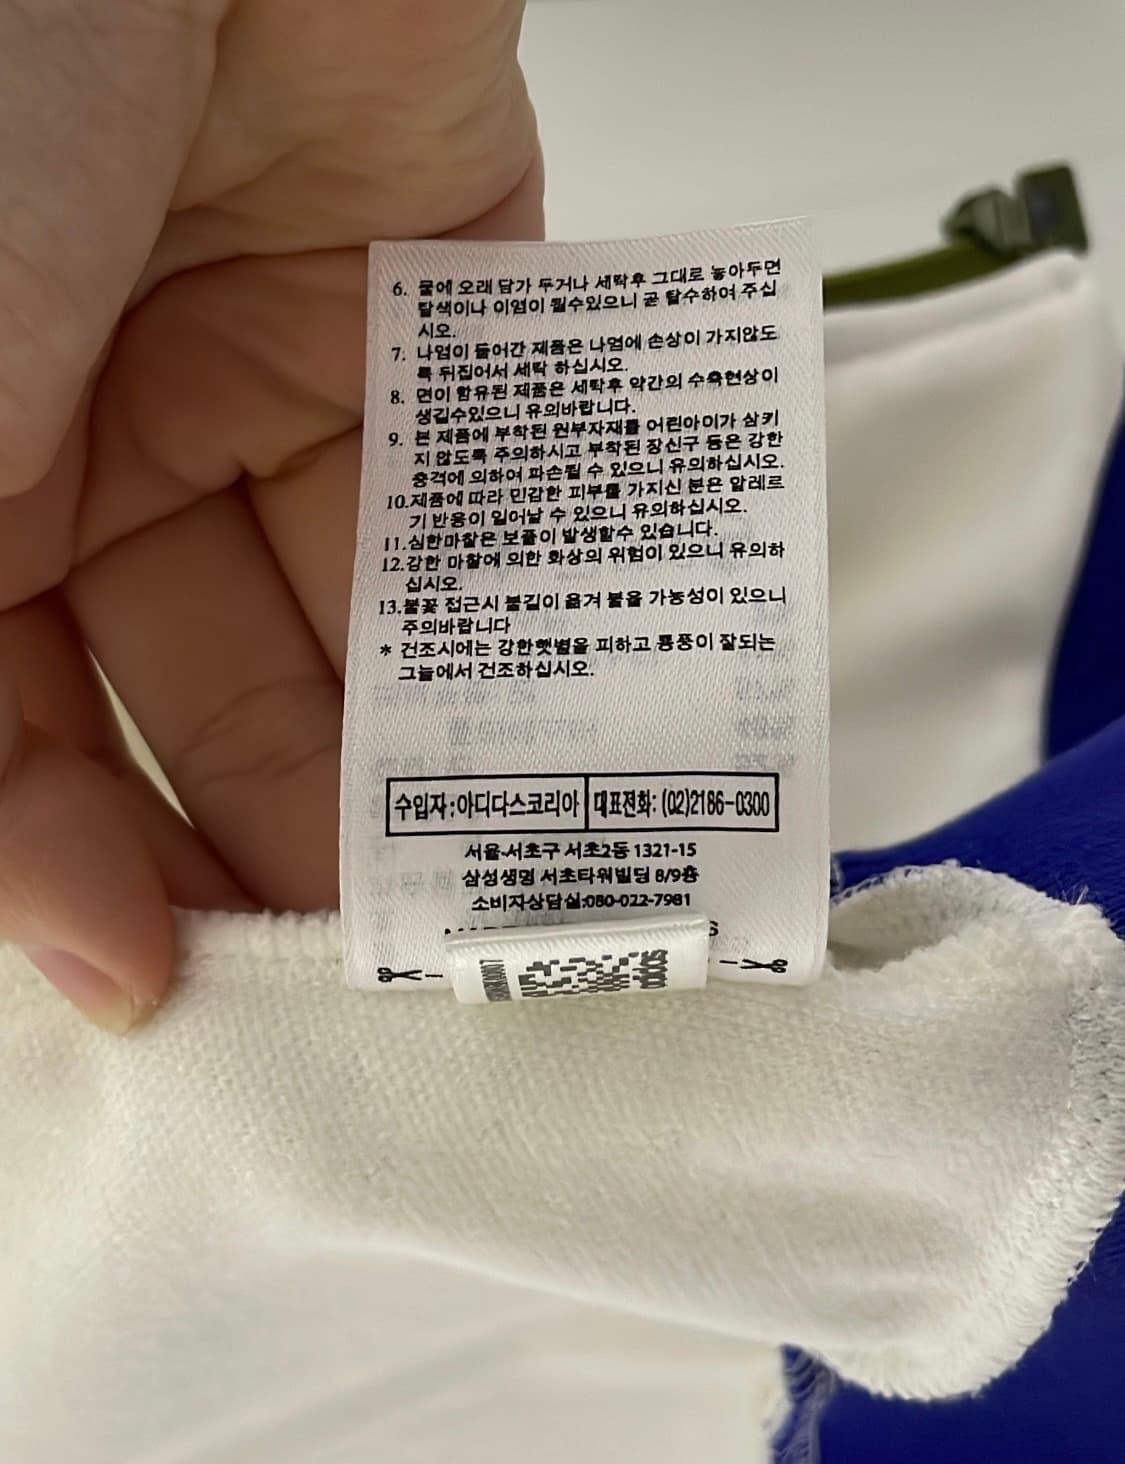 6. 물에 오래 담가 두거나 세탁후 그대로 놓아두면
탈색이나 이염이 될수있으니 곧 탈수하여 주십
시오.
7. 나염이 들어간 제품은 나염에 손상이 가지않도
록 뒤집어서 세탁 하십시오.
8. 면이 함유된 제품은 세탁후 약간의 수축현상이
생길수있으니 유의바랍니다.
9. 본 제품에 부착된 원부자재를 어린아이가 삼키
지 않도록 주의하시고 부착된 장신구 등은 강한
충격에 의하여 파손될 수 있으니 유의하십시오.
10.제품에 따라 민감한 피부를 가지신 분은 알레르
기 반응이 일어날 수 있으니 유의하십시오.
11.심한마찰은 보풀이 발생할수 있습니다.
12.강한 마찰에 의한 화상의 위험이 있으니 유의하
십시오.
13.불꽃 접근시 불길이 옮겨 붙을 가능성이 있으니
주의바랍니다
* 건조시에는 강한햇볕을 피하고 통풍이 잘되는
그늘에서 건조하십시오.
수입자:아디다스코리아 대표전화: (02)2186-0300
서울-서초구 서초2동 1321-15
삼성생명 서초타워빌딩 8/9층
소비자상담실:080-022-7981
adidas